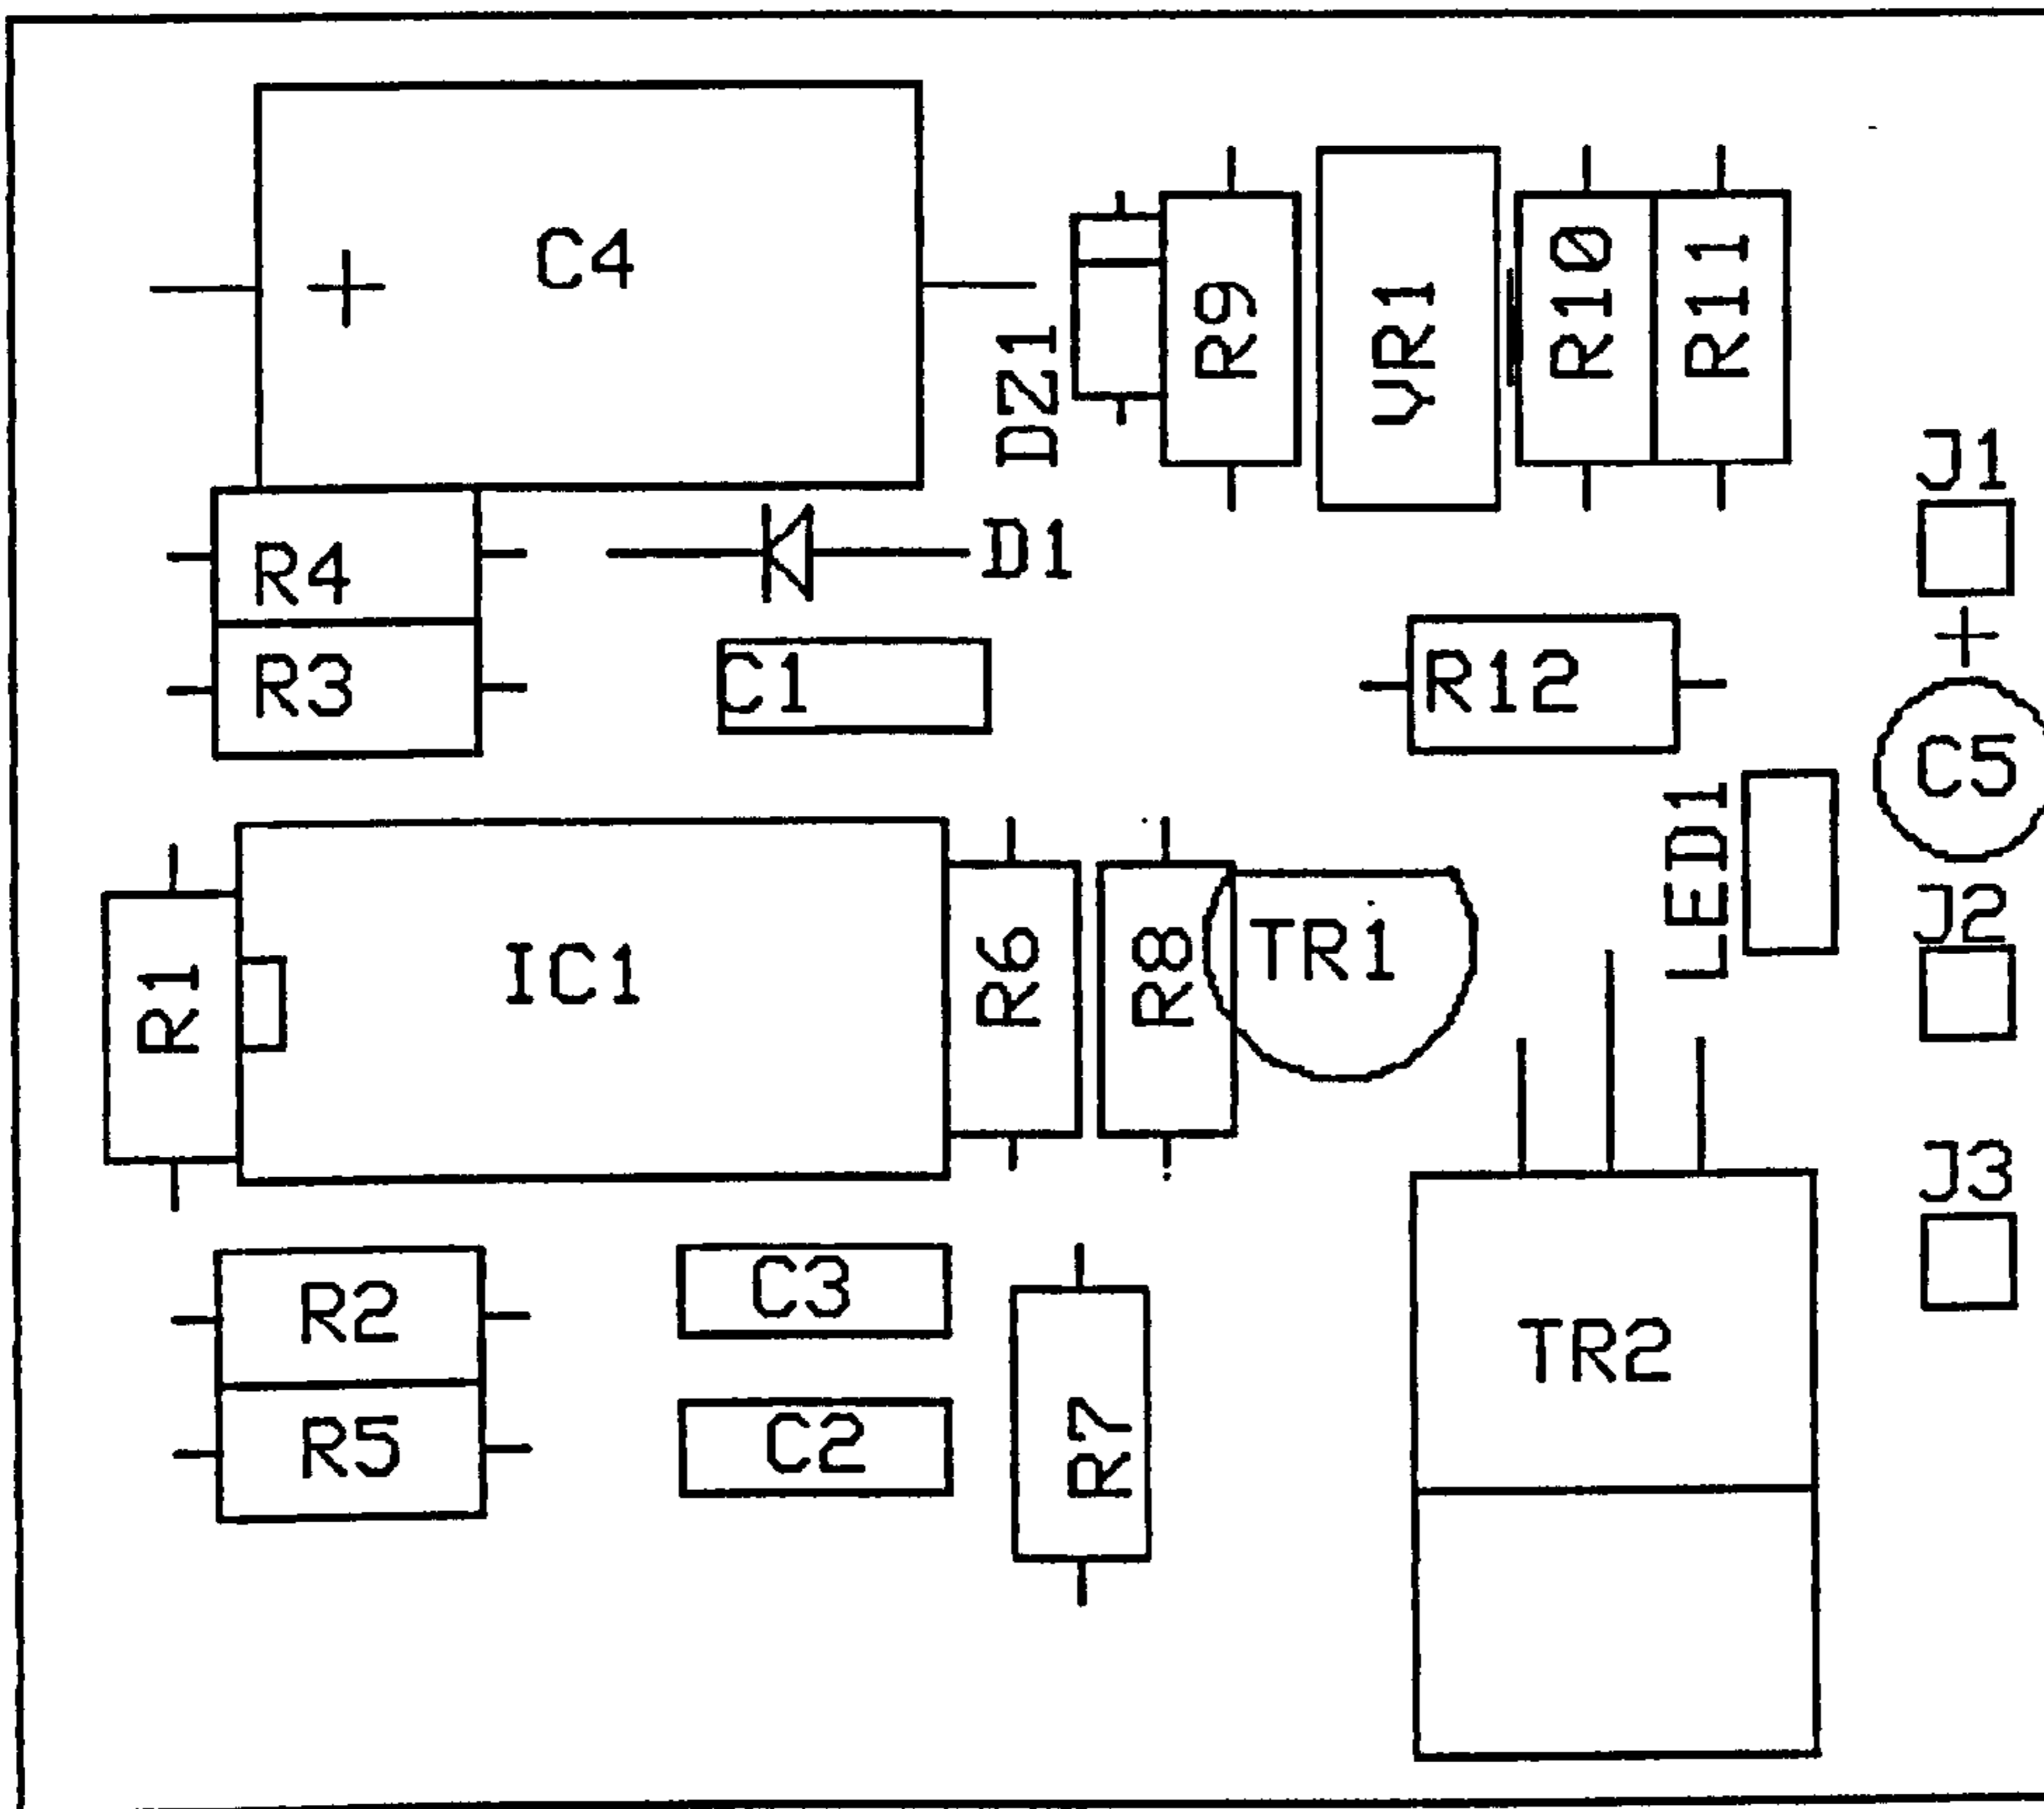 C4
+
DZ1
R9
VR1
R10
R11
J1
R4
D1
R3
C1
R12
+
C5
LED1
J2
R1
IC1
R6
R8
TR1
J3
R2
C3
TR2
R5
C2
R7